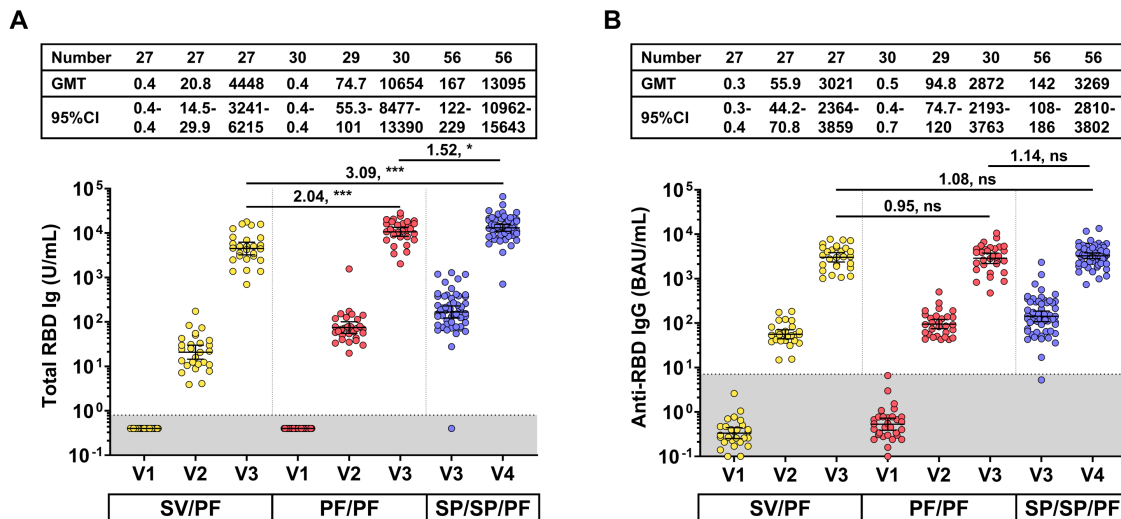 A
Number 27 27 27 30 29 30 56 56
GMT 0.4 20.8 4448 0.4 74.7 10654 167 13095
95%CI 0.4- 14.5- 3241- 0.4- 55.3- 8477- 122- 10962-
0.4 29.9 6215 0.4 101 13390 229 15643
1.52, *
3.09, ***
2.04, ***
Total RBD Ig (U/mL)
10^5
10^4
10^3
10^2
10^1
10^0
10^-1
V1 V2 V3 V1 V2 V3 V3 V4
SV/PF PF/PF SP/SP/PF
B
Number 27 27 27 30 29 30 56 56
GMT 0.3 55.9 3021 0.5 94.8 2872 142 3269
95%CI 0.3- 44.2- 2364- 0.4- 74.7- 2193- 108- 2810-
0.4 70.8 3859 0.7 120 3763 186 3802
1.14, ns
1.08, ns
0.95, ns
Anti-RBD IgG (BAU/mL)
10^5
10^4
10^3
10^2
10^1
10^0
10^-1
V1 V2 V3 V1 V2 V3 V3 V4
SV/PF PF/PF SP/SP/PF